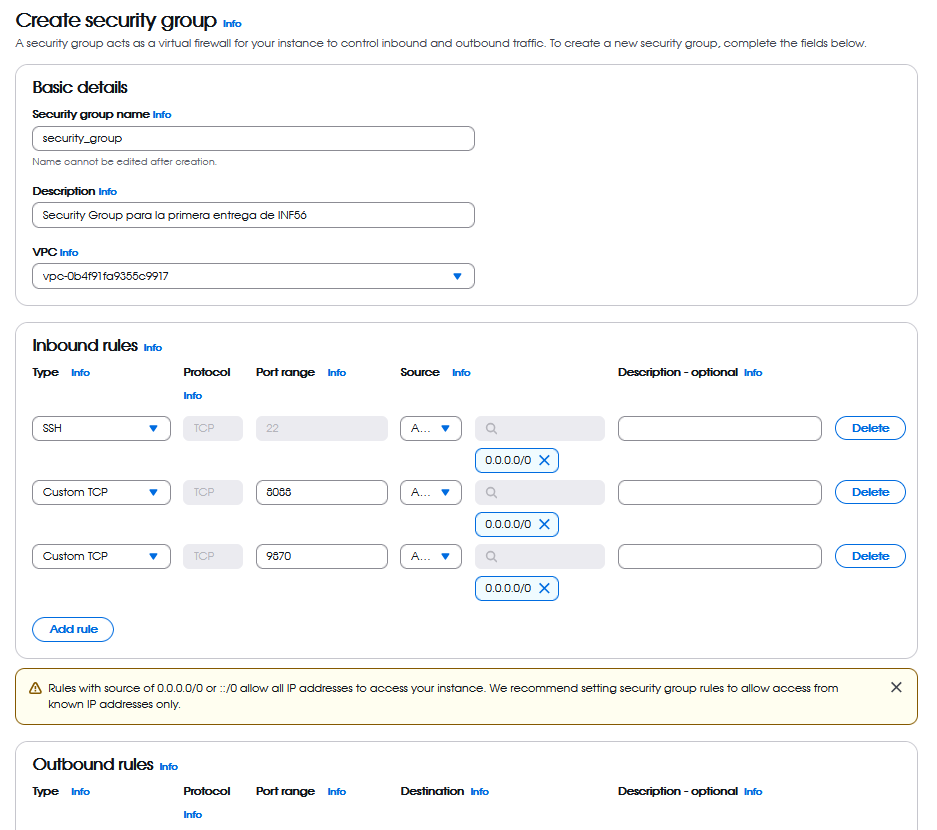 Create security group Info
A security group acts as a virtual firewall for your instance to control inbound and outbound traffic. To create a new security group, complete the fields below.
Basic details
Security group name Info
security_group
Name cannot be edited after creation.
Description Info
Security Group para la primera entrega de INF56
VPC Info
vpc-0b4f91fa9355c9917
Inbound rules Info
Type Info Protocol Info Port range Info Source Info Description - optional Info
SSH TCP 22 A... Delete
0.0.0.0/0
Custom TCP TCP 8088 A... Delete
0.0.0.0/0
Custom TCP TCP 9870 A... Delete
0.0.0.0/0
Add rule
Rules with source of 0.0.0.0/0 or ::/0 allow all IP addresses to access your instance. We recommend setting security group rules to allow access from
known IP addresses only.
Outbound rules Info
Type Info Protocol Info Port range Info Destination Info Description - optional Info